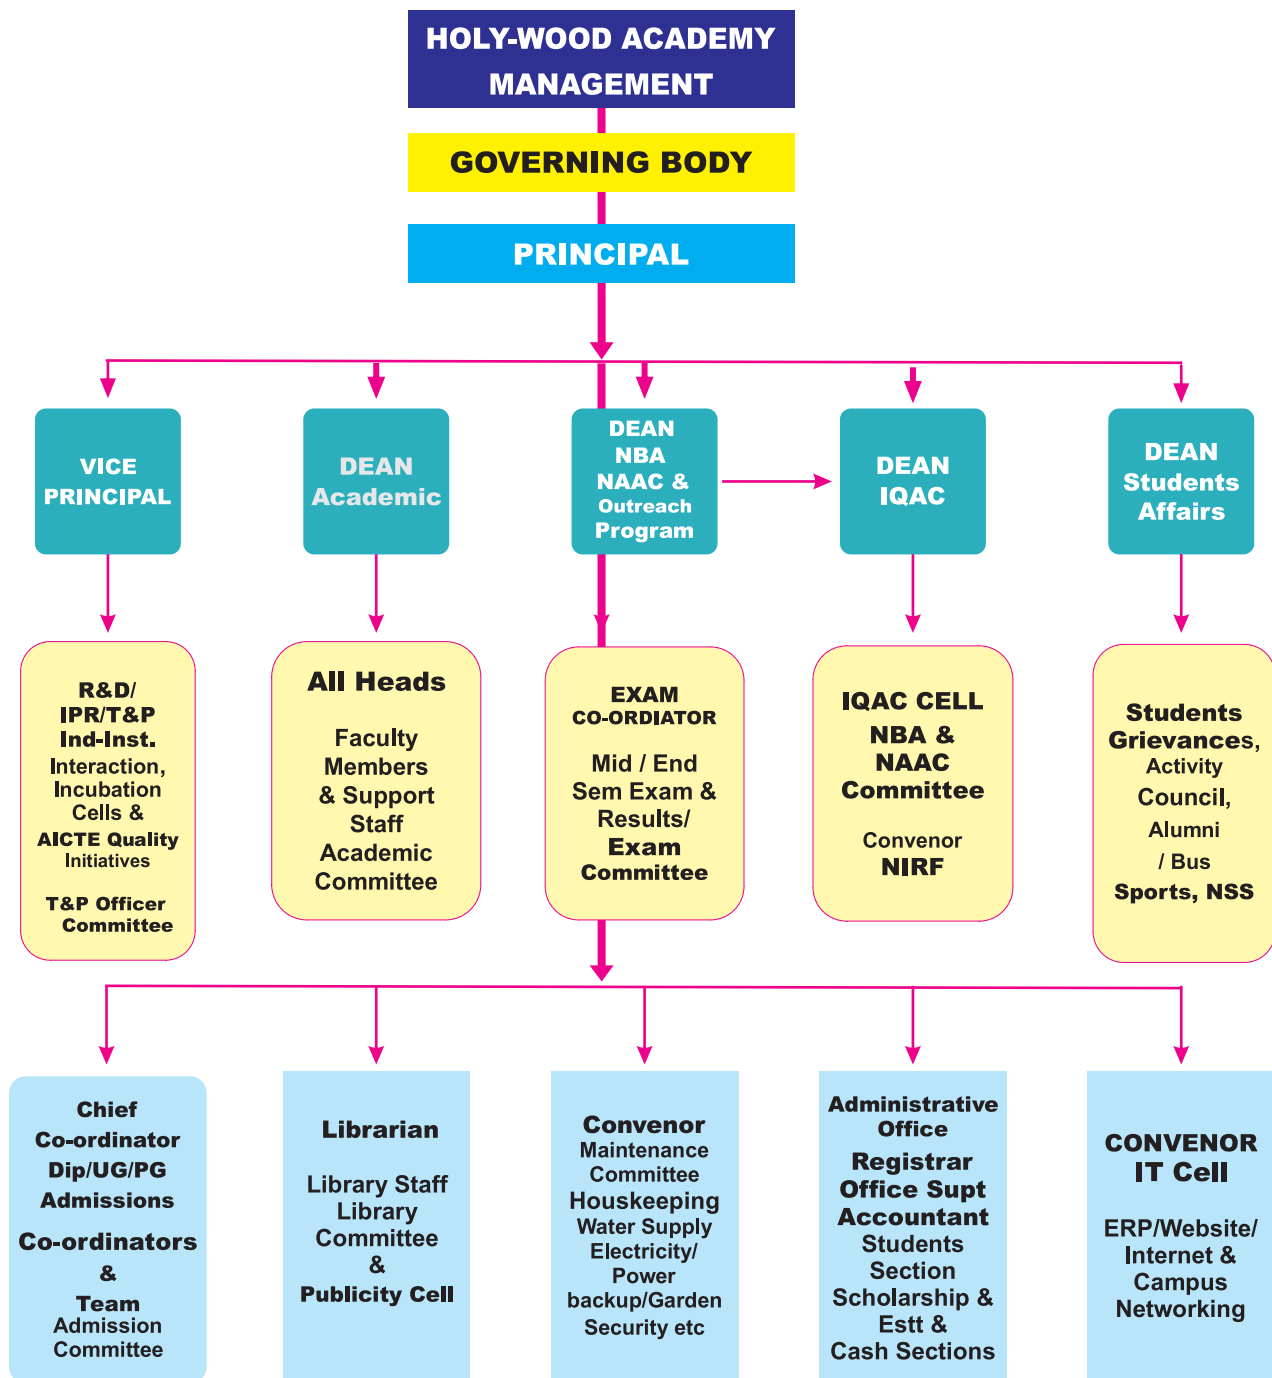 HOLY-WOOD ACADEMY
MANAGEMENT
GOVERNING BODY
PRINCIPAL
VICE
PRINCIPAL
DEAN
Academic
DEAN
NBA
NAAC &
Outreach
Program
DEAN
IQAC
DEAN
Students
Affairs
R&D/
IPR/T&P
Ind-Inst.
Interaction,
Incubation
Cells &
AICTE Quality
Initiatives
T&P Officer
Committee
All Heads
Faculty
Members
& Support
Staff
Academic
Committee
EXAM
CO-ORDIATOR
Mid / End
Sem Exam &
Results/
Exam
Committee
IQAC CELL
NBA &
NAAC
Committee
Convenor
NIRF
Students
Grievances,
Activity
Council,
Alumni
/ Bus
Sports, NSS
Chief
Co-ordinator
Dip/UG/PG
Admissions
Co-ordinators
&
Team
Admission
Committee
Librarian
Library Staff
Library
Committee
&
Publicity Cell
Convenor
Maintenance
Committee
Houskeeping
Water Supply
Electricity/
Power
backup/Garden
Security etc
Administrative
Office
Registrar
Office Supt
Accountant
Students
Section
Scholarship &
Estt &
Cash Sections
CONVENOR
IT Cell
ERP/Website/
Internet &
Campus
Networking